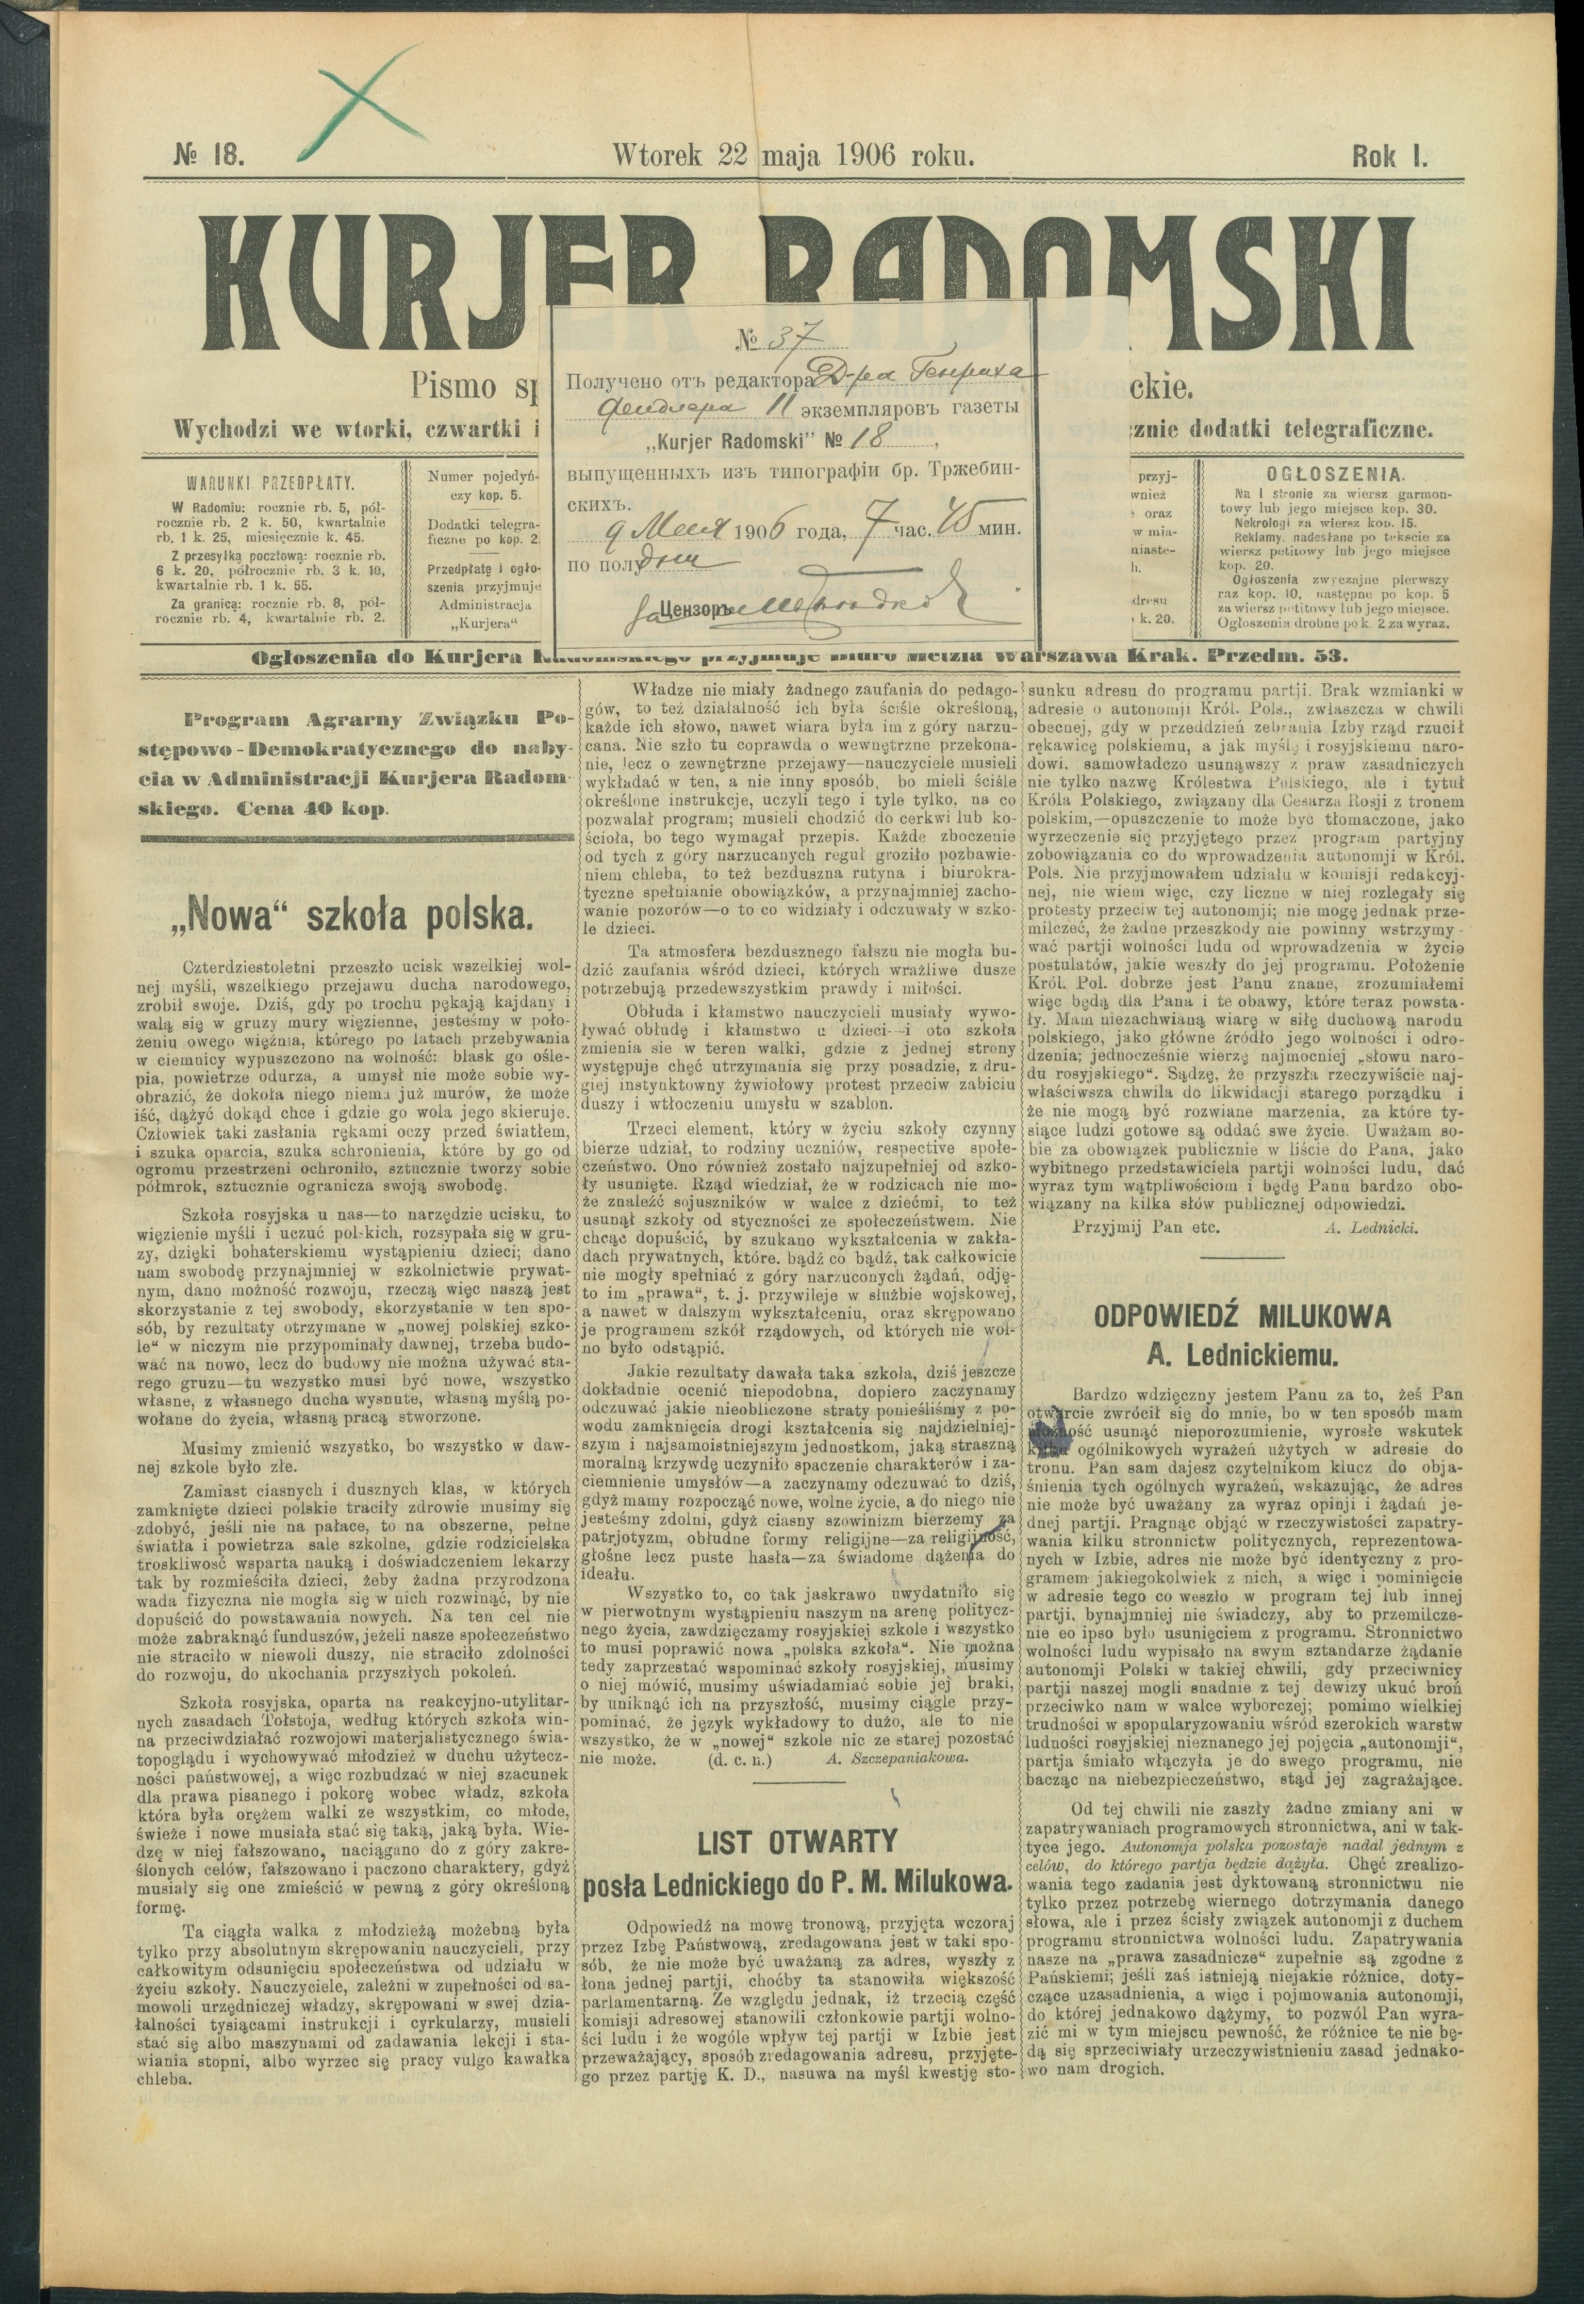 № 18.
Wtorek 22 maja 1906 roku.
Rok I.
KURJER RADOMSKI
Pismo
ckie.
Wychodzi we wtorki, czwartki i
znie dodatki telegraficzne.
№ 37
Получено отъ редактора Д-ра Генриха
Фендлера 11 экземпляровъ газеты
„Kurjer Radomski” № 18
выпущенныхъ изъ типографіи бр. Тржебин-
скихъ.
9 Мая 1906 года, 7 час. 45 мин.
по полудни
За Цензоръ
WARUNKI PRZEDPŁATY.
W Radomiu: rocznie rb. 5, pół-
rocznie rb. 2 k. 50, kwartalnie
rb. 1 k. 25, miesięcznie k. 45.
Z przesyłką pocztową: rocznie rb.
6 k. 20, półrocznie rb. 3 k. 10,
kwartalnie rb. 1 k. 55.
Za granicą: rocznie rb. 8, pół-
rocznie rb. 4, kwartalnie rb. 2.
Numer pojedyń-
czy kop. 5.
Dodatki telegra-
ficzne po kop. 2
Przedpłatę i ogło-
szenia przyjmuje
Administracja
„Kurjera“
przyj-
wnież
oraz
w mia-
niaste-
h.
dresu
k. 20.
OGŁOSZENIA.
Na I stronie za wiersz garmon-
towy lub jego miejsce kop. 30.
Nekrologi za wiersz kop. 15.
Reklamy, nadesłane po tekście za
wiersz petitowy lub jego miejsce
kop. 20.
Ogłoszenia zwyczajne pierwszy
raz kop. 10, następne po kop. 5
za wiersz petitowy lub jego miejsce.
Ogłoszenia drobne po k. 2 za wyraz.
Ogłoszenia do Kurjera Radomskiego przyjmuje Biuro Metzla Warszawa Krak. Przedm. 53.
Program Agrarny Związku Po-
stępowo-Demokratycznego do naby-
cia w Administracji Kurjera Radom-
skiego. Cena 40 kop.
„Nowa“ szkoła polska.
Czterdziestoletni przeszło ucisk wszelkiej wol-
nej myśli, wszelkiego przejawu ducha narodowego,
zrobił swoje. Dziś, gdy po trochu pękają kajdany i
walą się w gruzy mury więzienne, jesteśmy w poło-
żeniu owego więźnia, którego po latach przebywania
w ciemnicy wypuszczono na wolność: blask go ośle-
pia, powietrze odurza, a umysł nie może sobie wy-
obrazić, że dokoła niego niema już murów, że może
iść, dążyć dokąd chce i gdzie go wola jego skieruje.
Człowiek taki zasłania rękami oczy przed światłem,
i szuka oparcia, szuka schronienia, które by go od
ogromu przestrzeni ochroniło, sztucznie tworzy sobie
półmrok, sztucznie ogranicza swoją swobodę.
Szkoła rosyjska u nas—to narzędzie ucisku, to
więzienie myśli i uczuć polskich, rozsypała się w gru-
zy, dzięki bohaterskiemu wystąpieniu dzieci; dano
nam swobodę przynajmniej w szkolnictwie prywat-
nym, dano możność rozwoju, rzeczą więc naszą jest
skorzystanie z tej swobody, skorzystanie w ten spo-
sób, by rezultaty otrzymane w „nowej polskiej szko-
le“ w niczym nie przypominały dawnej, trzeba budo-
wać na nowo, lecz do budowy nie można używać sta-
rego gruzu—tu wszystko musi być nowe, wszystko
własne, z własnego ducha wysnute, własną myślą po-
wołane do życia, własną pracą stworzone.
Musimy zmienić wszystko, bo wszystko w daw-
nej szkole było złe.
Zamiast ciasnych i dusznych klas, w których
zamknięte dzieci polskie traciły zdrowie musimy się
zdobyć, jeśli nie na pałace, to na obszerne, pełne
światła i powietrza sale szkolne, gdzie rodzicielska
troskliwość wsparta nauką i doświadczeniem lekarzy
tak by rozmieściła dzieci, żeby żadna przyrodzona
wada fizyczna nie mogła się w nich rozwinąć, by nie
dopuścić do powstawania nowych. Na ten cel nie
może zabraknąć funduszów, jeżeli nasze społeczeństwo
nie straciło w niewoli duszy, nie straciło zdolności
do rozwoju, do ukochania przyszłych pokoleń.
Szkoła rosyjska, oparta na reakcyjno-utylitar-
nych zasadach Tołstoja, według których szkoła win-
na przeciwdziałać rozwojowi materjalistycznego świa-
topoglądu i wychowywać młodzież w duchu użytecz-
ności państwowej, a więc rozbudzać w niej szacunek
dla prawa pisanego i pokorę wobec władz, szkoła
która była orężem walki ze wszystkim, co młode,
świeże i nowe musiała stać się taką, jaką była. Wie-
dzę w niej fałszowano, naciągano do z góry zakre-
ślonych celów, fałszowano i paczono charaktery, gdyż
musiały się one zmieścić w pewną z góry określoną
formę.
Ta ciągła walka z młodzieżą możebną była
tylko przy absolutnym skrępowaniu nauczycieli, przy
całkowitym odsunięciu społeczeństwa od udziału w
życiu szkoły. Nauczyciele, zależni w zupełności od sa-
mowoli urzędniczej władzy, skrępowani w swej dzia-
łalności tysiącami instrukcji i cyrkularzy, musieli
stać się albo maszynami od zadawania lekcji i sta-
wiania stopni, albo wyrzec się pracy vulgo kawałka
chleba.
Władze nie miały żadnego zaufania do pedago-
gów, to też działalność ich była ściśle określoną,
każde ich słowo, nawet wiara była im z góry narzu-
cana. Nie szło tu coprawda o wewnętrzne przekona-
nie, lecz o zewnętrzne przejawy—nauczyciele musieli
wykładać w ten, a nie inny sposób, bo mieli ściśle
określone instrukcje, uczyli tego i tyle tylko, na co
pozwalał program; musieli chodzić do cerkwi lub ko-
ścioła, bo tego wymagał przepis. Każde zboczenie
od tych z góry narzucanych reguł groziło pozbawie-
niem chleba, to też bezduszna rutyna i biurokra-
tyczne spełnianie obowiązków, a przynajmniej zacho-
wanie pozorów—o to co widziały i odczuwały w szko-
le dzieci.
Ta atmosfera bezdusznego fałszu nie mogła bu-
dzić zaufania wśród dzieci, których wrażliwe dusze
potrzebują przedewszystkim prawdy i miłości.
Obłuda i kłamstwo nauczycieli musiały wywo-
ływać obłudę i kłamstwo u dzieci—i oto szkoła
zmienia sie w teren walki, gdzie z jednej strony
występuje chęć utrzymania się przy posadzie, z dru-
giej instynktowny żywiołowy protest przeciw zabiciu
duszy i wtłoczeniu umysłu w szablon.
Trzeci element, który w życiu szkoły czynny
bierze udział, to rodziny uczniów, respective społe-
czeństwo. Ono również zostało najzupełniej od szko-
ły usunięte. Rząd wiedział, że w rodzicach nie mo-
że znaleźć sojuszników w walce z dziećmi, to też
usunął szkoły od styczności ze społeczeństwem. Nie
chcąc dopuścić, by szukano wykształcenia w zakła-
dach prywatnych, które, bądź co bądź, tak całkowicie
nie mogły spełniać z góry narzuconych żądań, odję-
to im „prawa“, t. j. przywileje w służbie wojskowej,
a nawet w dalszym wykształceniu, oraz skrępowano
je programem szkół rządowych, od których nie wol-
no było odstąpić.
Jakie rezultaty dawała taka szkoła, dziś jeszcze
dokładnie ocenić niepodobna, dopiero zaczynamy
odczuwać jakie nieobliczone straty ponieśliśmy z po-
wodu zamknięcia drogi kształcenia się najdzielniej-
szym i najsamoistniejszym jednostkom, jaką straszną
moralną krzywdę uczyniło spaczenie charakterów i za-
ciemnienie umysłów—a zaczynamy odczuwać to dziś,
gdyż mamy rozpocząć nowe, wolne życie, a do niego nie
jesteśmy zdolni, gdyż ciasny szowinizm bierzemy za
patrjotyzm, obłudne formy religijne—za religijność,
głośne lecz puste hasła—za świadome dążenia do
ideału.
Wszystko to, co tak jaskrawo uwydatniło się
w pierwotnym wystąpieniu naszym na arenę politycz-
nego życia, zawdzięczamy rosyjskiej szkole i wszystko
to musi poprawić nowa „polska szkoła“. Nie można
tedy zaprzestać wspominać szkoły rosyjskiej, musimy
o niej mówić, musimy uświadamiać sobie jej braki,
by uniknąć ich na przyszłość, musimy ciągle przy-
pominać, że język wykładowy to dużo, ale to nie
wszystko, że w „nowej“ szkole nic ze starej pozostać
nie może. (d. c. n.) A. Szczepaniakowa.
LIST OTWARTY
posła Lednickiego do P. M. Milukowa.
Odpowiedź na mowę tronową, przyjęta wczoraj
przez Izbę Państwową, zredagowana jest w taki spo-
sób, że nie może być uważaną za adres, wyszły z
łona jednej partji, choćby ta stanowiła większość
parlamentarną. Ze względu jednak, iż trzecią część
komisji adresowej stanowili członkowie partji wolno-
ści ludu i że wogóle wpływ tej partji w Izbie jest
przeważający, sposób zredagowania adresu, przyjęte-
go przez partję K. D., nasuwa na myśl kwestję sto-
sunku adresu do programu partji. Brak wzmianki w
adresie o autonomji Król. Pols., zwłaszcza w chwili
obecnej, gdy w przeddzień zebrania Izby rząd rzucił
rękawicę polskiemu, a jak myślę i rosyjskiemu naro-
dowi, samowładczo usunąwszy z praw zasadniczych
nie tylko nazwę Królestwa Polskiego, ale i tytuł
Króla Polskiego, związany dla Cesarza Rosji z tronem
polskim,—opuszczenie to może być tłomaczone, jako
wyrzeczenie się przyjętego przez program partyjny
zobowiązania co do wprowadzenia autonomji w Król.
Pols. Nie przyjmowałem udziału w komisji redakcyj-
nej, nie wiem więc, czy liczne w niej rozlegały się
protesty przeciw tej autonomji; nie mogę jednak prze-
milczeć, że żadne przeszkody nie powinny wstrzymy-
wać partji wolności ludu od wprowadzenia w życie
postulatów, jakie weszły do jej programu. Położenie
Król. Pol. dobrze jest Panu znane, zrozumiałemi
więc będą dla Pana i te obawy, które teraz powsta-
ły. Mam niezachwianą wiarę w siłę duchową narodu
polskiego, jako główne źródło jego wolności i odro-
dzenia; jednocześnie wierzę najmocniej „słowu naro-
du rosyjskiego“. Sądzę, że przyszła rzeczywiście naj-
właściwsza chwila do likwidacji starego porządku i
że nie mogą być rozwiane marzenia, za które ty-
siące ludzi gotowe są oddać swe życie. Uważam so-
bie za obowiązek publicznie w liście do Pana, jako
wybitnego przedstawiciela partji wolności ludu, dać
wyraz tym wątpliwościom i będę Panu bardzo obo-
wiązany na kilka słów publicznej odpowiedzi.
Przyjmij Pan etc. A. Lednicki.
ODPOWIEDŹ MILUKOWA
A. Lednickiemu.
Bardzo wdzięczny jestem Panu za to, żeś Pan
otwarcie zwrócił się do mnie, bo w ten sposób mam
możność usunąć nieporozumienie, wyrosłe wskutek
kilku ogólnikowych wyrażeń użytych w adresie do
tronu. Pan sam dajesz czytelnikom klucz do obja-
śnienia tych ogólnych wyrażeń, wskazując, że adres
nie może być uważany za wyraz opinji i żądań je-
dnej partji. Pragnąc objąć w rzeczywistości zapatry-
wania kilku stronnictw politycznych, reprezentowa-
nych w Izbie, adres nie może być identyczny z pro-
gramem jakiegokolwiek z nich, a więc i pominięcie
w adresie tego co weszło w program tej lub innej
partji, bynajmniej nie świadczy, aby to przemilcze-
nie eo ipso było usunięciem z programu. Stronnictwo
wolności ludu wypisało na swym sztandarze żądanie
autonomji Polski w takiej chwili, gdy przeciwnicy
partji naszej mogli snadnie z tej dewizy ukuć broń
przeciwko nam w walce wyborczej; pomimo wielkiej
trudności w spopularyzowaniu wśród szerokich warstw
ludności rosyjskiej nieznanego jej pojęcia „autonomji“,
partja śmiało włączyła je do swego programu, nie
bacząc na niebezpieczeństwo, stąd jej zagrażające.
Od tej chwili nie zaszły żadne zmiany ani w
zapatrywaniach programowych stronnictwa, ani w tak-
tyce jego. Autonomja polska pozostaje nadal jednym z
celów, do którego partja będzie dążyła. Chęć zrealizo-
wania tego zadania jest dyktowaną stronnictwu nie
tylko przez potrzebę wiernego dotrzymania danego
słowa, ale i przez ścisły związek autonomji z duchem
programu stronnictwa wolności ludu. Zapatrywania
nasze na „prawa zasadnicze“ zupełnie są zgodne z
Pańskiemi; jeśli zaś istnieją niejakie różnice, doty-
czące uzasadnienia, a więc i pojmowania autonomji,
do której jednakowo dążymy, to pozwól Pan wyra-
zić mi w tym miejscu pewność, że różnice te nie bę-
dą się sprzeciwiały urzeczywistnieniu zasad jednako-
wo nam drogich.